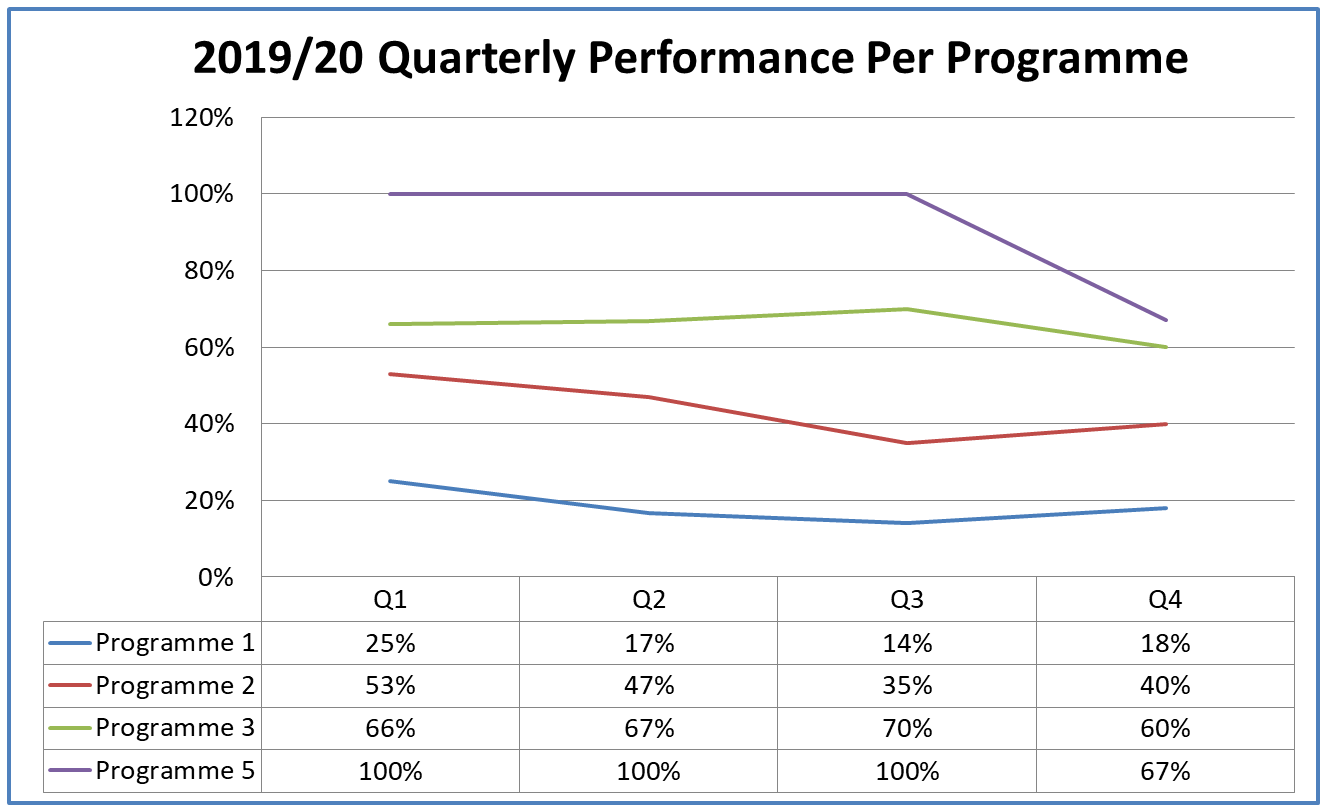 2019/20 Quarterly Performance Per Programme
120%
100%
80%
60%
40%
20%
0%
Q1 Q2 Q3 Q4
Programme 1 25% 17% 14% 18%
Programme 2 53% 47% 35% 40%
Programme 3 66% 67% 70% 60%
Programme 5 100% 100% 100% 67%